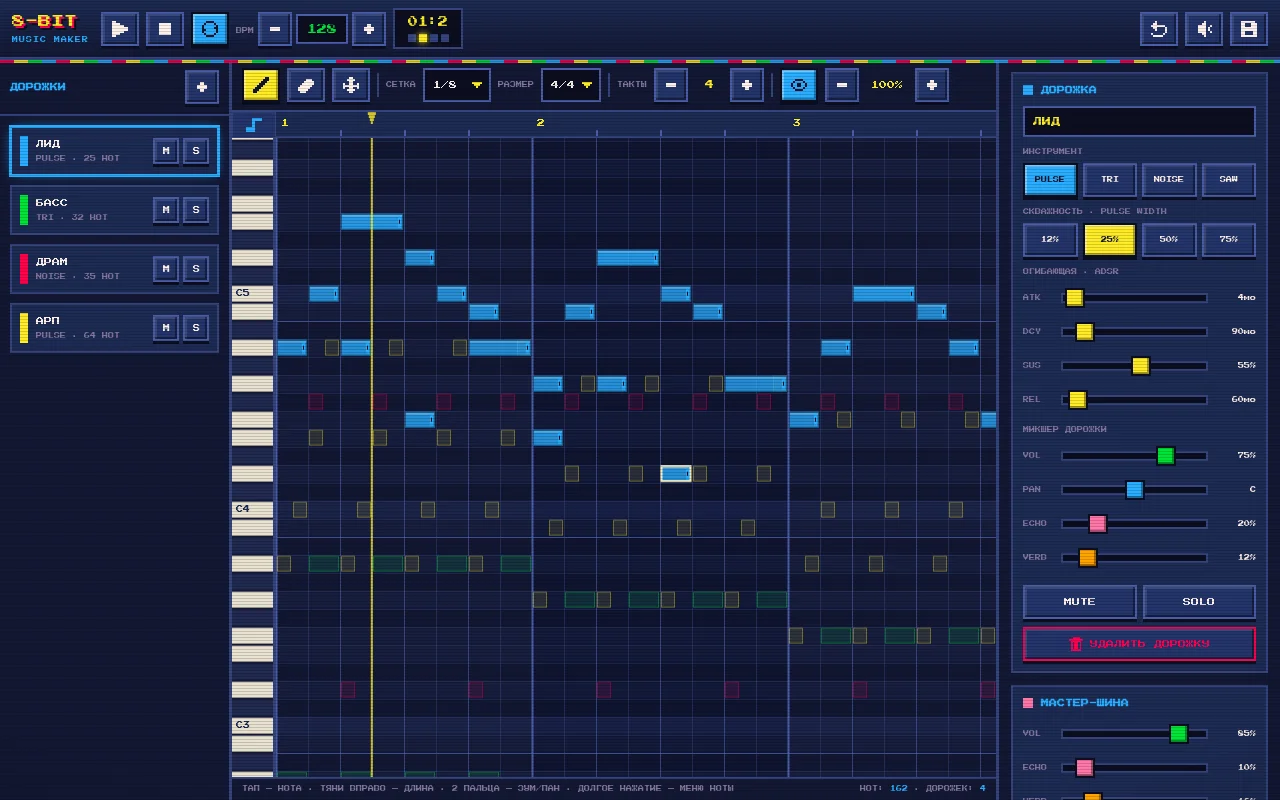 8-BIT
MUSIC MAKER
BPM
128
01:2
ДОРОЖКИ
СЕТКА
1/8
РАЗМЕР
4/4
ТАКТЫ
4
100%
1
2
3
ЛИД
PULSE · 25 НОТ
M
S
БАСС
TRI · 32 НОТ
M
S
ДРАМ
NOISE · 35 НОТ
M
S
АРП
PULSE · 64 НОТ
M
S
C5
C4
C3
ТАП — НОТА · ТЯНИ ВПРАВО — ДЛИНА · 2 ПАЛЬЦА — ЗУМ/ПАН · ДОЛГОЕ НАЖАТИЕ — МЕНЮ НОТЫ
НОТ: 162 · ДОРОЖЕК: 4
ДОРОЖКА
ЛИД
ИНСТРУМЕНТ
PULSE
TRI
NOISE
SAW
СКВАЖНОСТЬ · PULSE WIDTH
12%
25%
50%
75%
ОГИБАЮЩАЯ · ADSR
ATK
4мс
DCY
90мс
SUS
55%
REL
60мс
МИКШЕР ДОРОЖКИ
VOL
75%
PAN
C
ECHO
20%
VERB
12%
MUTE
SOLO
УДАЛИТЬ ДОРОЖКУ
МАСТЕР-ШИНА
VOL
85%
ECHO
10%